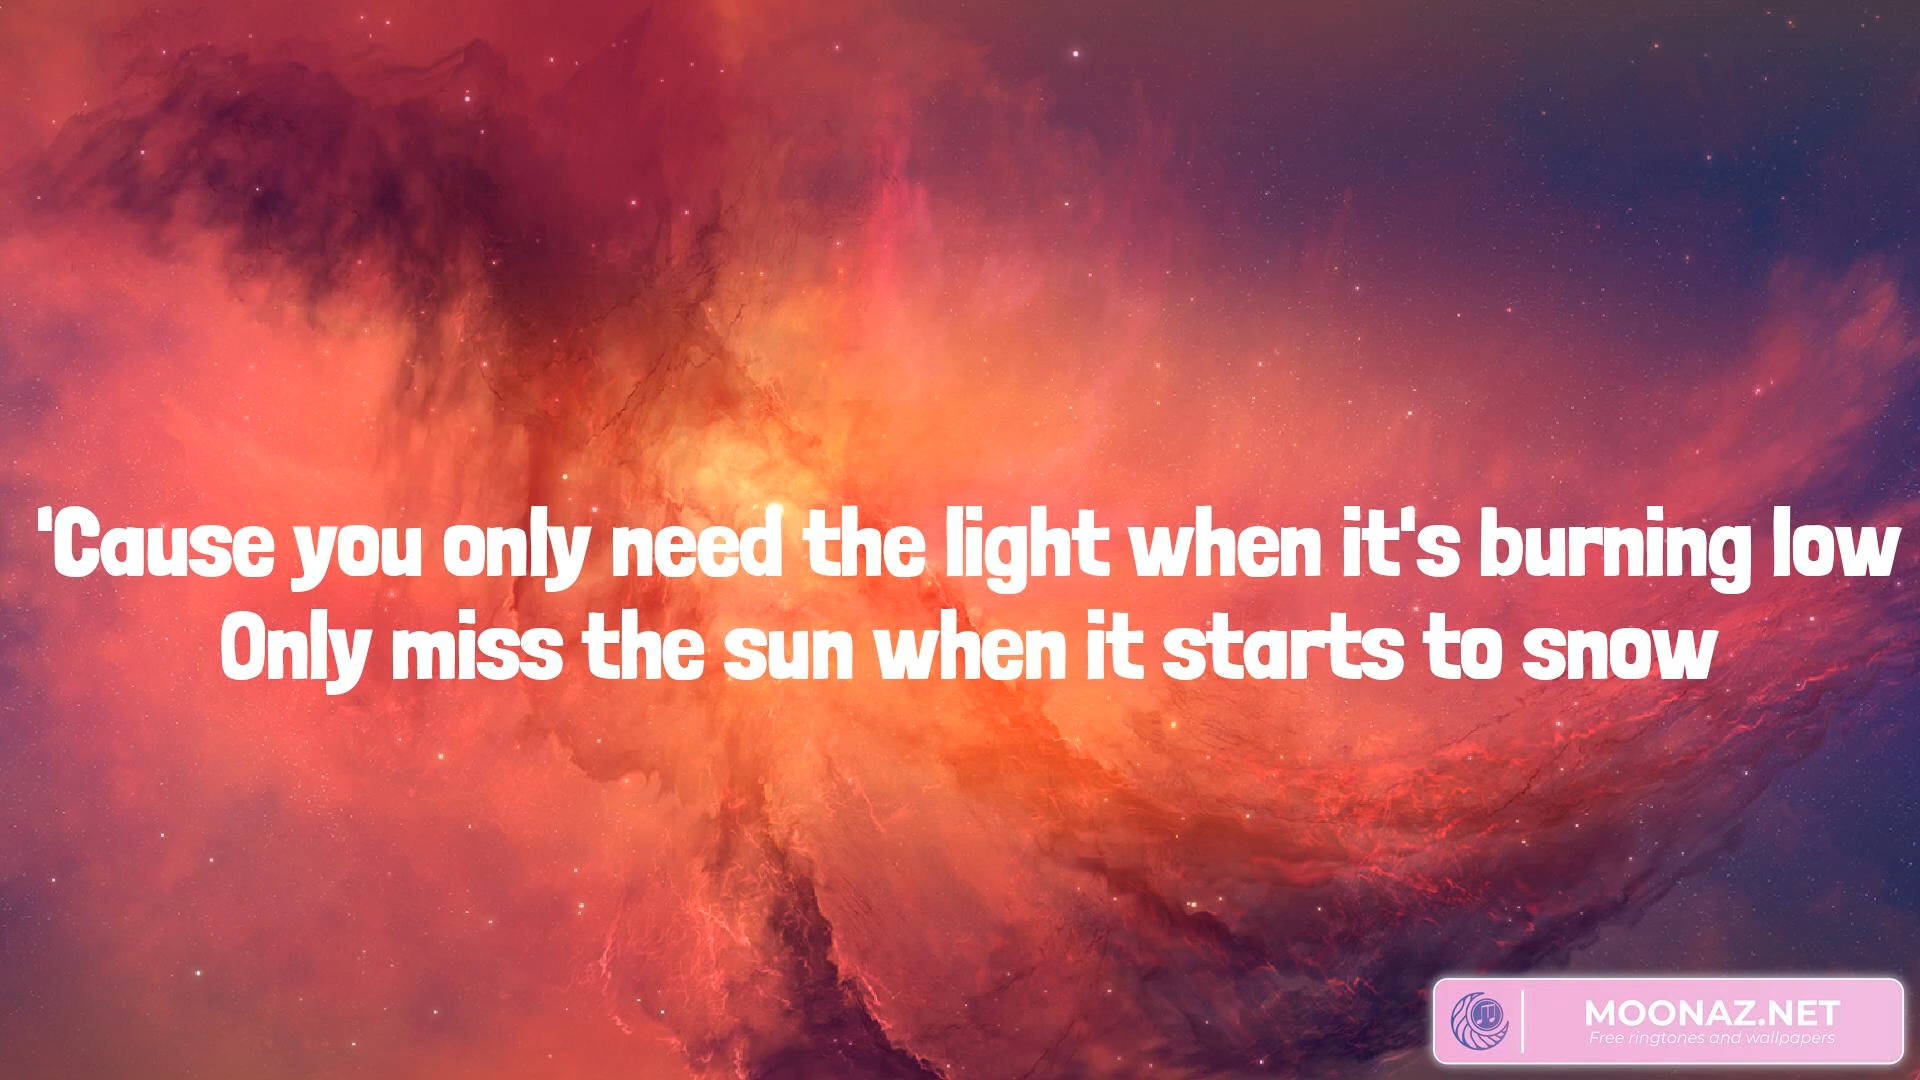 'Cause you only need the light when it's burning low
Only miss the sun when it starts to snow
MOONAZ.NET
Free ringtones and wallpapers